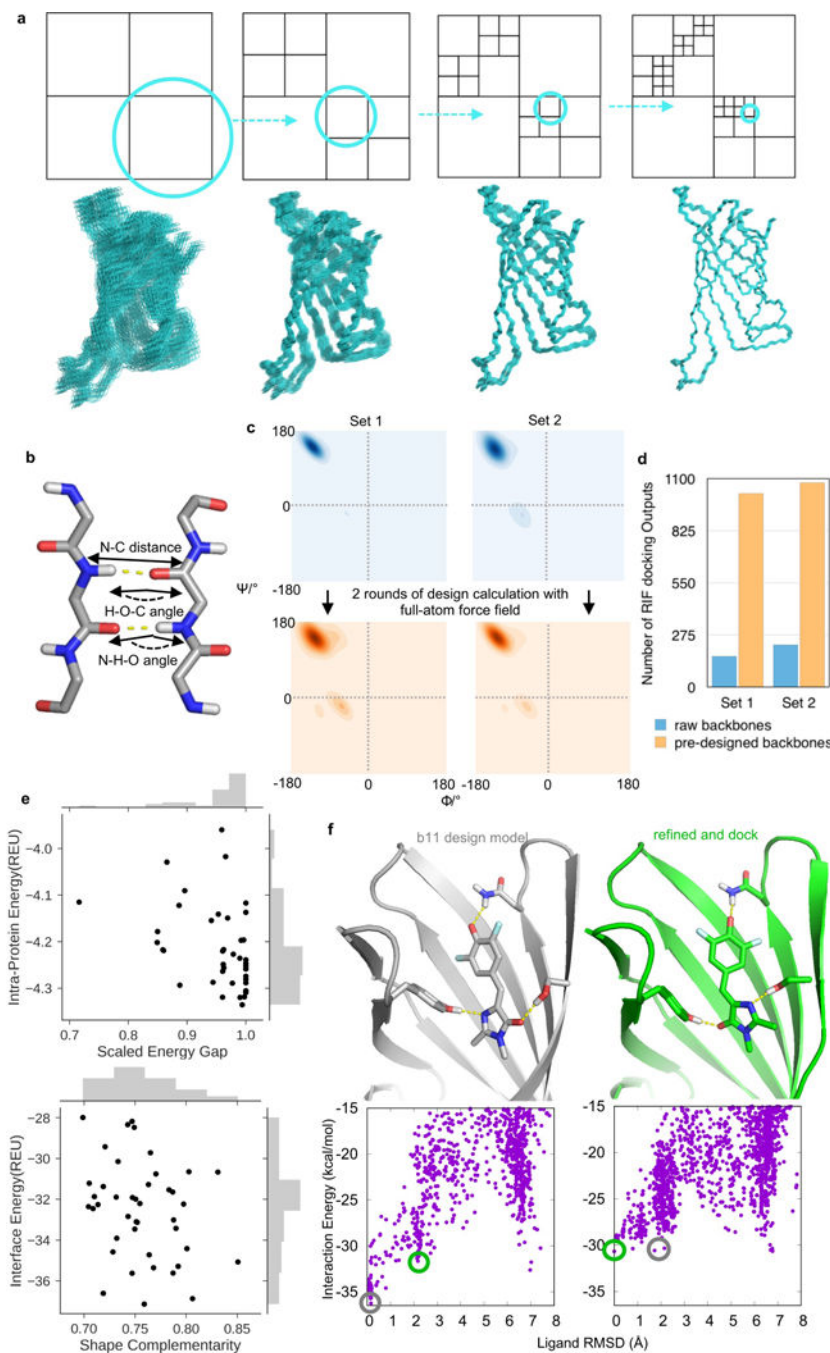 a
b
N-C distance
H-O-C angle
N-H-O angle
c
Set 1
Set 2
180
0
-180
Ψ/°
2 rounds of design calculation with
full-atom force field
180
0
-180
-180
0
180
-180
0
180
Φ/°
d
Number of RIF docking Outputs
1100
825
550
275
0
Set 1
Set 2
raw backbones
pre-designed backbones
e
Intra-Protein Energy(REU)
-4.0
-4.1
-4.2
-4.3
0.7
0.8
0.9
1.0
Scaled Energy Gap
Interface Energy(REU)
-28
-30
-32
-34
-36
0.70
0.75
0.80
0.85
Shape Complementarity
f
b11 design model
refined and dock
Interaction Energy (kcal/mol)
-15
-20
-25
-30
-35
0 1 2 3 4 5 6 7 8
-15
-20
-25
-30
-35
0 1 2 3 4 5 6 7 8
Ligand RMSD (Å)